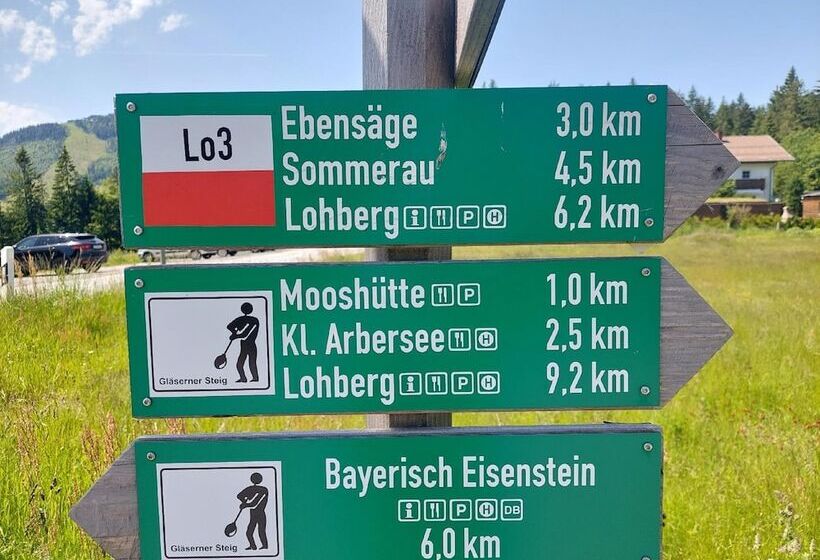 Lo3
Ebensäge 3,0 km
Sommerau 4,5 km
Lohberg i P H 6,2 km
Mooshütte P 1,0 km
Kl. Arbersee H 2,5 km
Lohberg i P H 9,2 km
Gläserner Steig
Bayerisch Eisenstein
i P H DB
6,0 km
Gläserner Steig